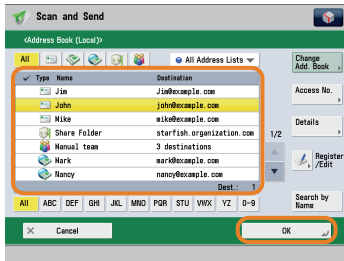 Scan and Send
<Address Book (Local)>
All
All Address Lists
Change Add. Book
Type Name Destination
Jim Jim@example.com
John john@example.com
Mike mike@example.com
Share Folder starfish.organization.com
Manual team 3 destinations
Mark mark@example.com
Nancy nancy@example.com
Dest.: 1
1/2
Access No.
Details
Register /Edit
Search by Name
All ABC DEF GHI JKL MNO PQR STU VWX YZ 0-9
Cancel
OK